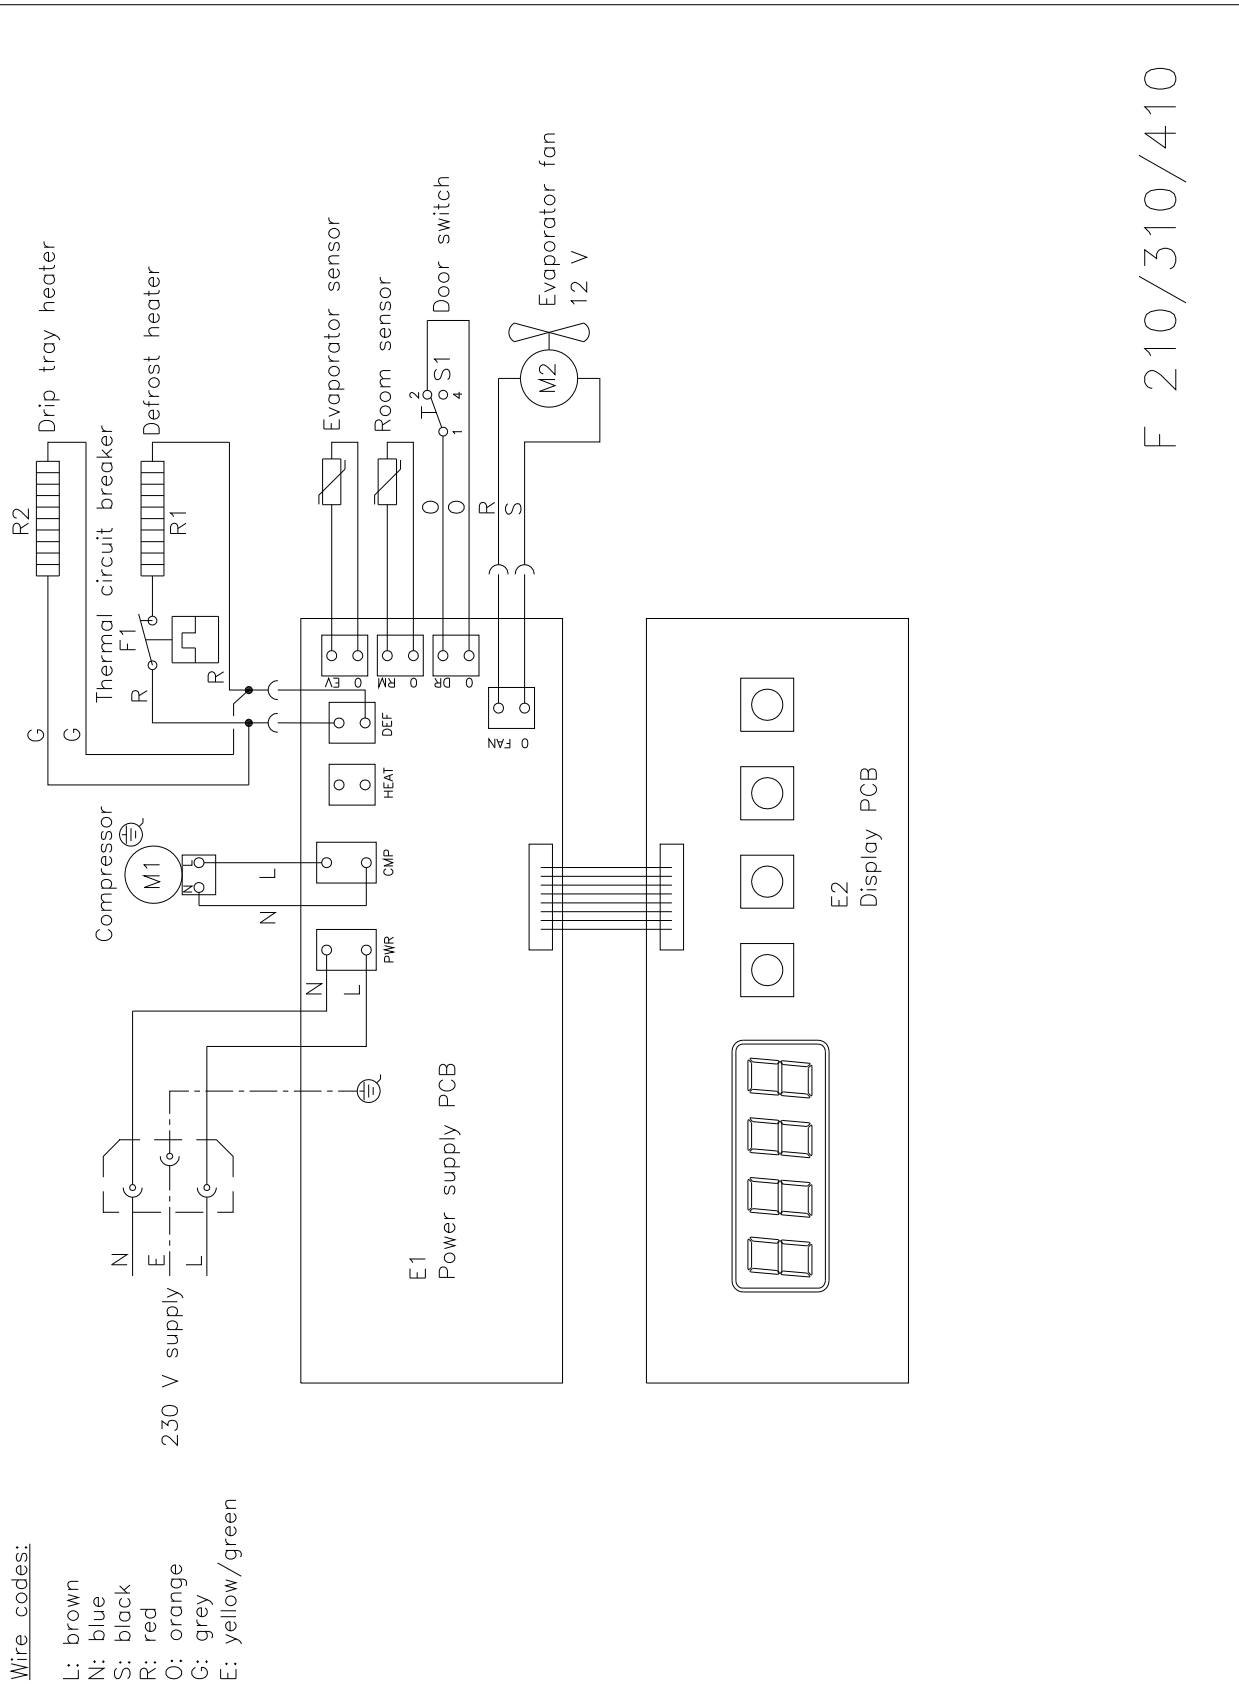 Wire codes:
L: brown
N: blue
S: black
R: red
O: orange
G: grey
E: yellow/green
230 V supply
N
E
L
N
L
E1
Power supply PCB
PWR
Compressor
M1
N
L
N
L
CMP
HEAT
DEF
G
G
R2
Drip tray heater
Thermal circuit breaker
F1
R
R
R1
Defrost heater
0 EV
Evaporator sensor
0 RM
Room sensor
0 DR
O
O
1
2
4
S1
Door switch
0 FAN
R
S
M2
Evaporator fan
12 V
E2
Display PCB
F 210/310/410